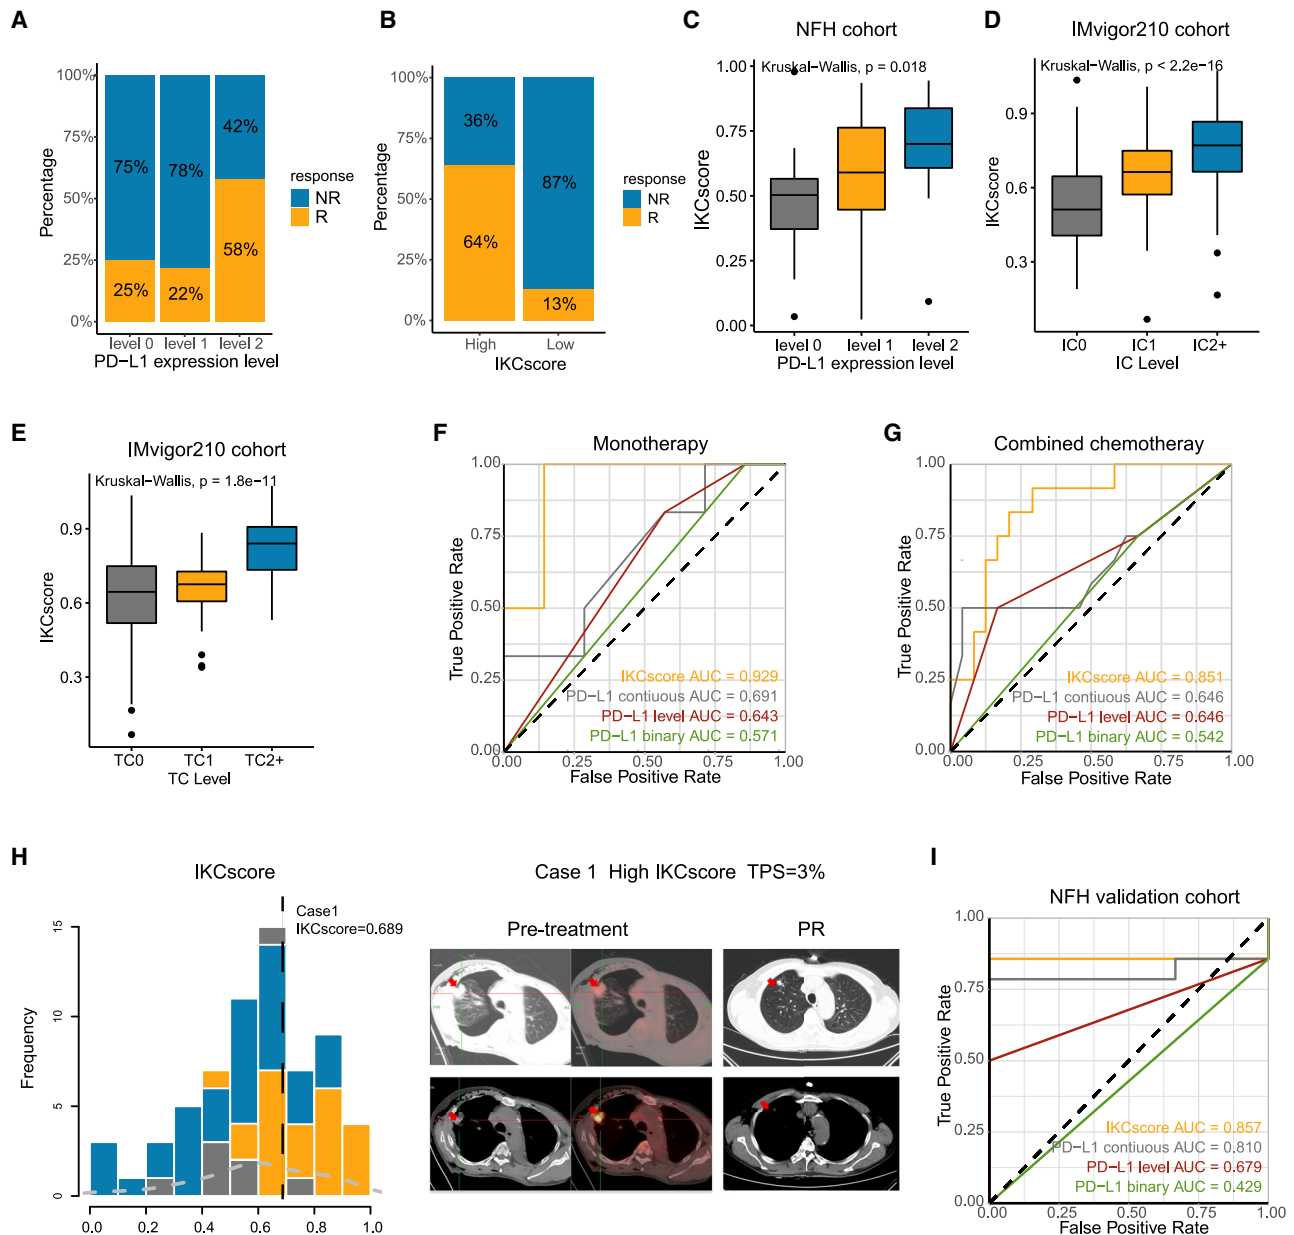 A
100%
75%
50%
25%
0%
Percentage
75%
78%
42%
25%
22%
58%
level 0 level 1 level 2
PD-L1 expression level
response
NR
R
B
100%
75%
50%
25%
0%
Percentage
36%
64%
87%
13%
High Low
IKCscore
response
NR
R
C
NFH cohort
Kruskal-Wallis, p = 0.018
1.00
0.75
0.50
0.25
0.00
IKCscore
level 0 level 1 level 2
PD-L1 expression level
D
IMvigor210 cohort
Kruskal-Wallis, p < 2.2e-16
0.9
0.6
0.3
IKCscore
IC0 IC1 IC2+
IC Level
E
IMvigor210 cohort
Kruskal-Wallis, p = 1.8e-11
0.9
0.6
0.3
IKCscore
TC0 TC1 TC2+
TC Level
F
Monotherapy
1.00
0.75
0.50
0.25
0.00
True Positive Rate
IKCscore AUC = 0.929
PD-L1 contiuous AUC = 0.691
PD-L1 level AUC = 0.643
PD-L1 binary AUC = 0.571
0.00 0.25 0.50 0.75 1.00
False Positive Rate
G
Combined chemotheray
1.00
0.75
0.50
0.25
0.00
True Positive Rate
IKCscore AUC = 0.851
PD-L1 contiuous AUC = 0.646
PD-L1 level AUC = 0.646
PD-L1 binary AUC = 0.542
0.00 0.25 0.50 0.75 1.00
False Positive Rate
H
IKCscore
Case1
IKCscore=0.689
15
10
5
0
Frequency
0.0 0.2 0.4 0.6 0.8 1.0
Case 1 High IKCscore TPS=3%
Pre-treatment
PR
I
NFH validation cohort
1.00
0.75
0.50
0.25
0.00
True Positive Rate
IKCscore AUC = 0.857
PD-L1 contiuous AUC = 0.810
PD-L1 level AUC = 0.679
PD-L1 binary AUC = 0.429
0.00 0.25 0.50 0.75 1.00
False Positive Rate